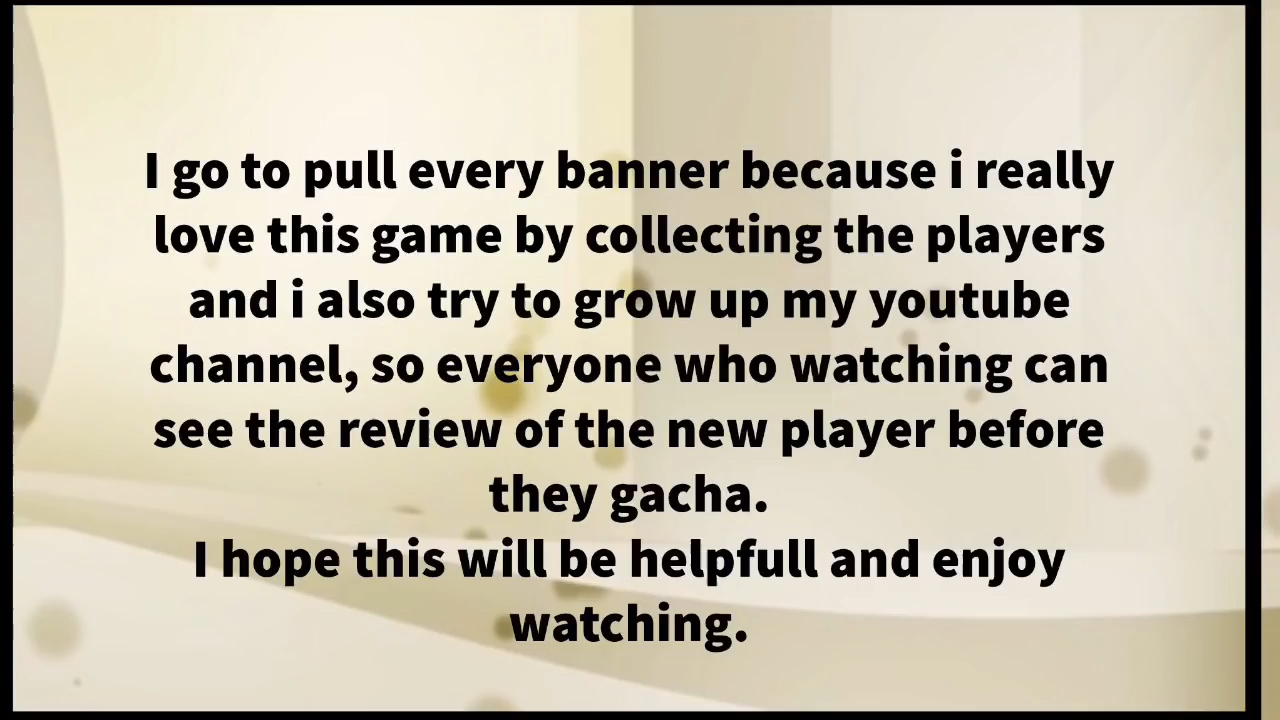 I go to pull every banner because i really
love this game by collecting the players
and i also try to grow up my youtube
channel, so everyone who watching can
see the review of the new player before
they gacha.
I hope this will be helpfull and enjoy
watching.